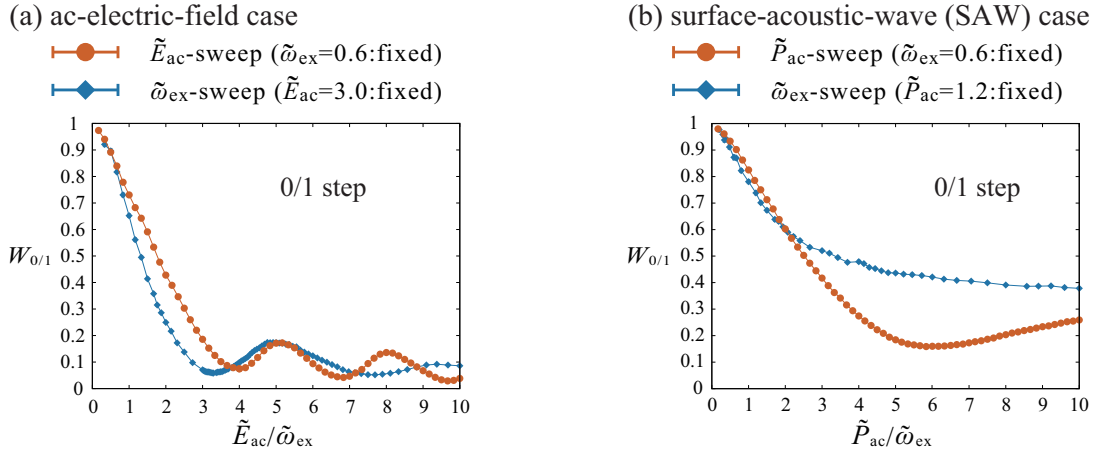 (a) ac-electric-field case
Ẽac-sweep (ω̃ex=0.6:fixed)
ω̃ex-sweep (Ẽac=3.0:fixed)
1
0.9
0.8
0.7
0.6
0.5
0.4
0.3
0.2
0.1
0
W0/1
0/1 step
0 1 2 3 4 5 6 7 8 9 10
Ẽac/ω̃ex
(b) surface-acoustic-wave (SAW) case
P̃ac-sweep (ω̃ex=0.6:fixed)
ω̃ex-sweep (P̃ac=1.2:fixed)
1
0.9
0.8
0.7
0.6
0.5
0.4
0.3
0.2
0.1
0
W0/1
0/1 step
0 1 2 3 4 5 6 7 8 9 10
P̃ac/ω̃ex